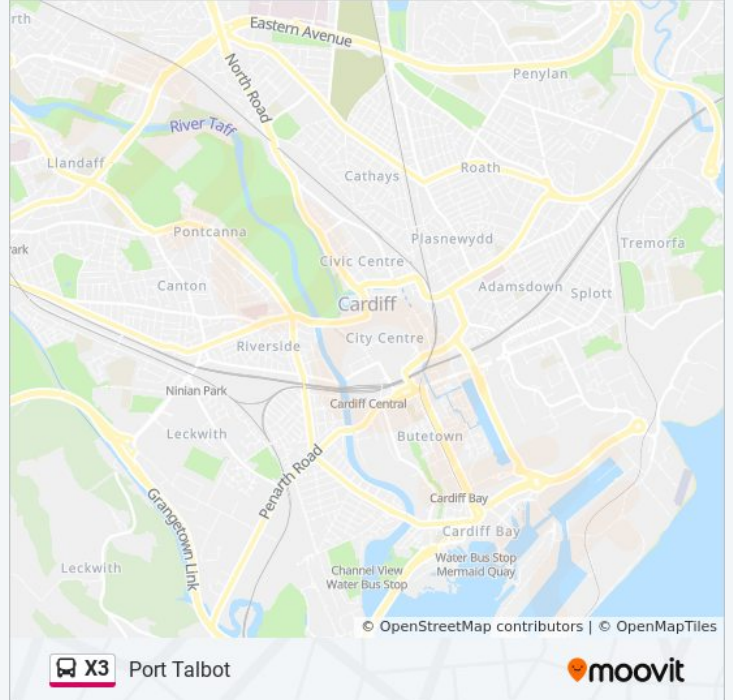 rth
Eastern Avenue
North Road
Penylan
River Taff
Llandaff
Cathays
Roath
Pontcanna
Plasnewydd
Tremorfa
ark
Civic Centre
Canton
Adamsdown
Splott
Cardiff
City Centre
Riverside
Ninian Park
Cardiff Central
Leckwith
Butetown
Penarth Road
Grangetown Link
Cardiff Bay
Cardiff Bay
Water Bus Stop
Mermaid Quay
Leckwith
Channel View
Water Bus Stop
© OpenStreetMap contributors | © OpenMapTiles
X3 Port Talbot
moovit